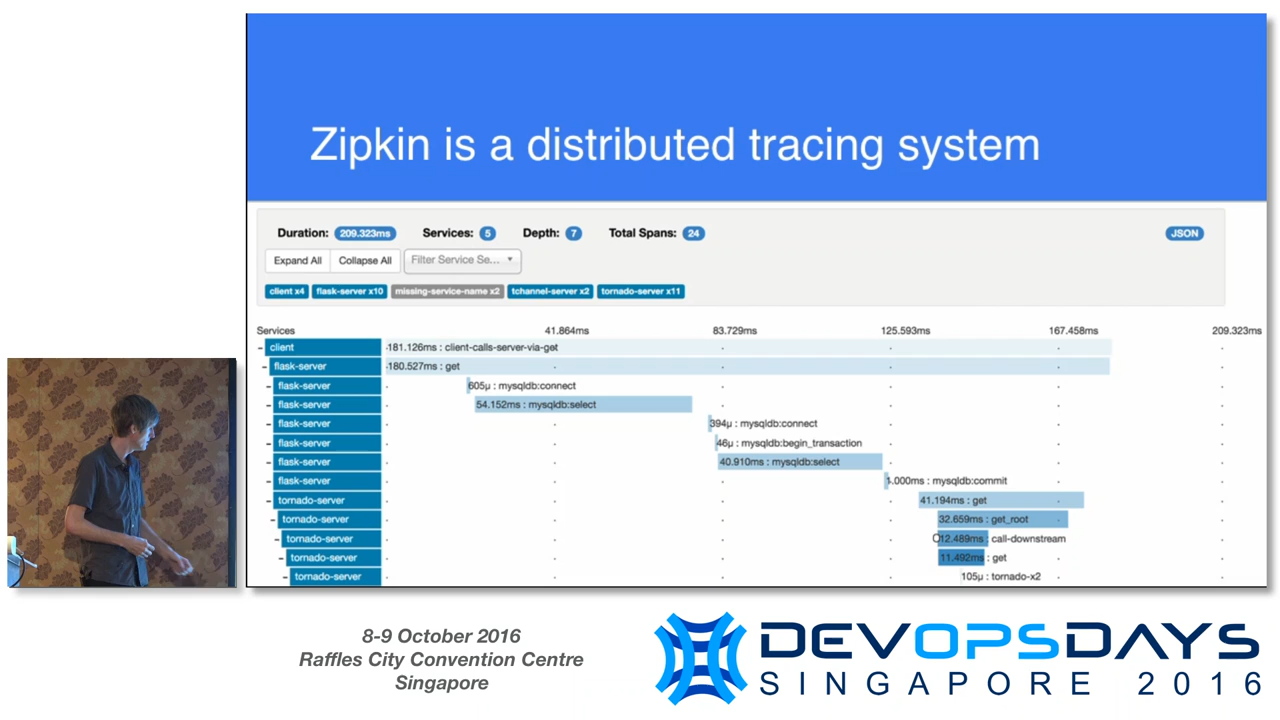 Zipkin is a distributed tracing system
Duration: 209.323ms Services: 5 Depth: 7 Total Spans: 24 JSON
Expand All Collapse All Filter Service Se...
client x4 flask-server x10 missing-service-name x2 tchannel-server x2 tornado-server x11
Services 41.864ms 83.729ms 125.593ms 167.458ms 209.323ms
client 181.126ms : client-calls-server-via-get
flask-server 180.527ms : get
flask-server 605µ : mysqldb:connect
flask-server 54.152ms : mysqldb:select
flask-server 394µ : mysqldb:connect
flask-server 46µ : mysqldb:begin_transaction
flask-server 40.910ms : mysqldb:select
flask-server 1.000ms : mysqldb:commit
tornado-server 41.194ms : get
tornado-server 32.659ms : get_root
tornado-server 12.489ms : call-downstream
tornado-server 11.492ms : get
tornado-server 105µ : tornado-x2
8-9 October 2016
Raffles City Convention Centre
Singapore
DEVOPSDAYS
SINGAPORE 2016